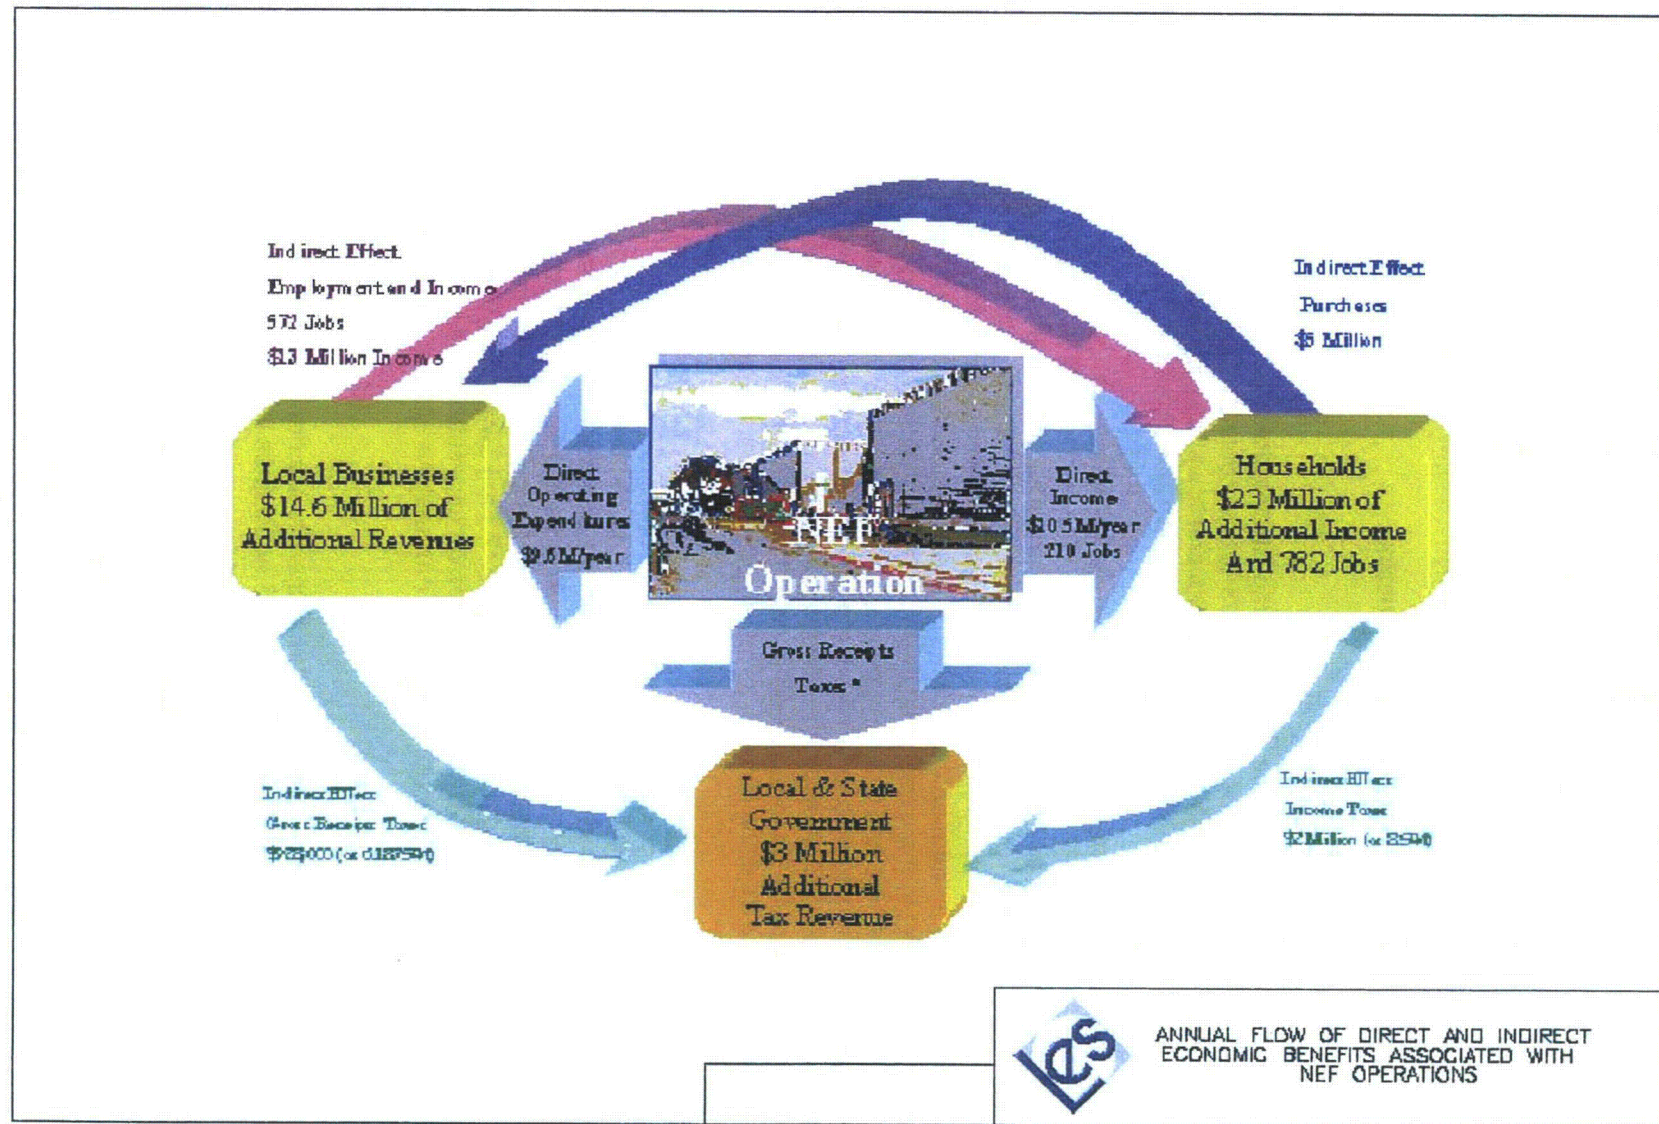 Indirect Effect
Employment and Income
572 Jobs
$13 Million Income
Indirect Effect
Purchases
$5 Million
Local Businesses
$14.6 Million of
Additional Revenues
Direct
Operating
Expenditures
$9.6 M/year
NEF
Operation
Direct
Income
$10.5 M/year
210 Jobs
Households
$23 Million of
Additional Income
And 782 Jobs
Gross Receipts
Taxes *
Indirect Effect
Gross Receipts Taxes
Indirect Effect
Income Taxes
$2 Million
Local & State
Government
$3 Million
Additional
Tax Revenue
Les
ANNUAL FLOW OF DIRECT AND INDIRECT
ECONOMIC BENEFITS ASSOCIATED WITH
NEF OPERATIONS